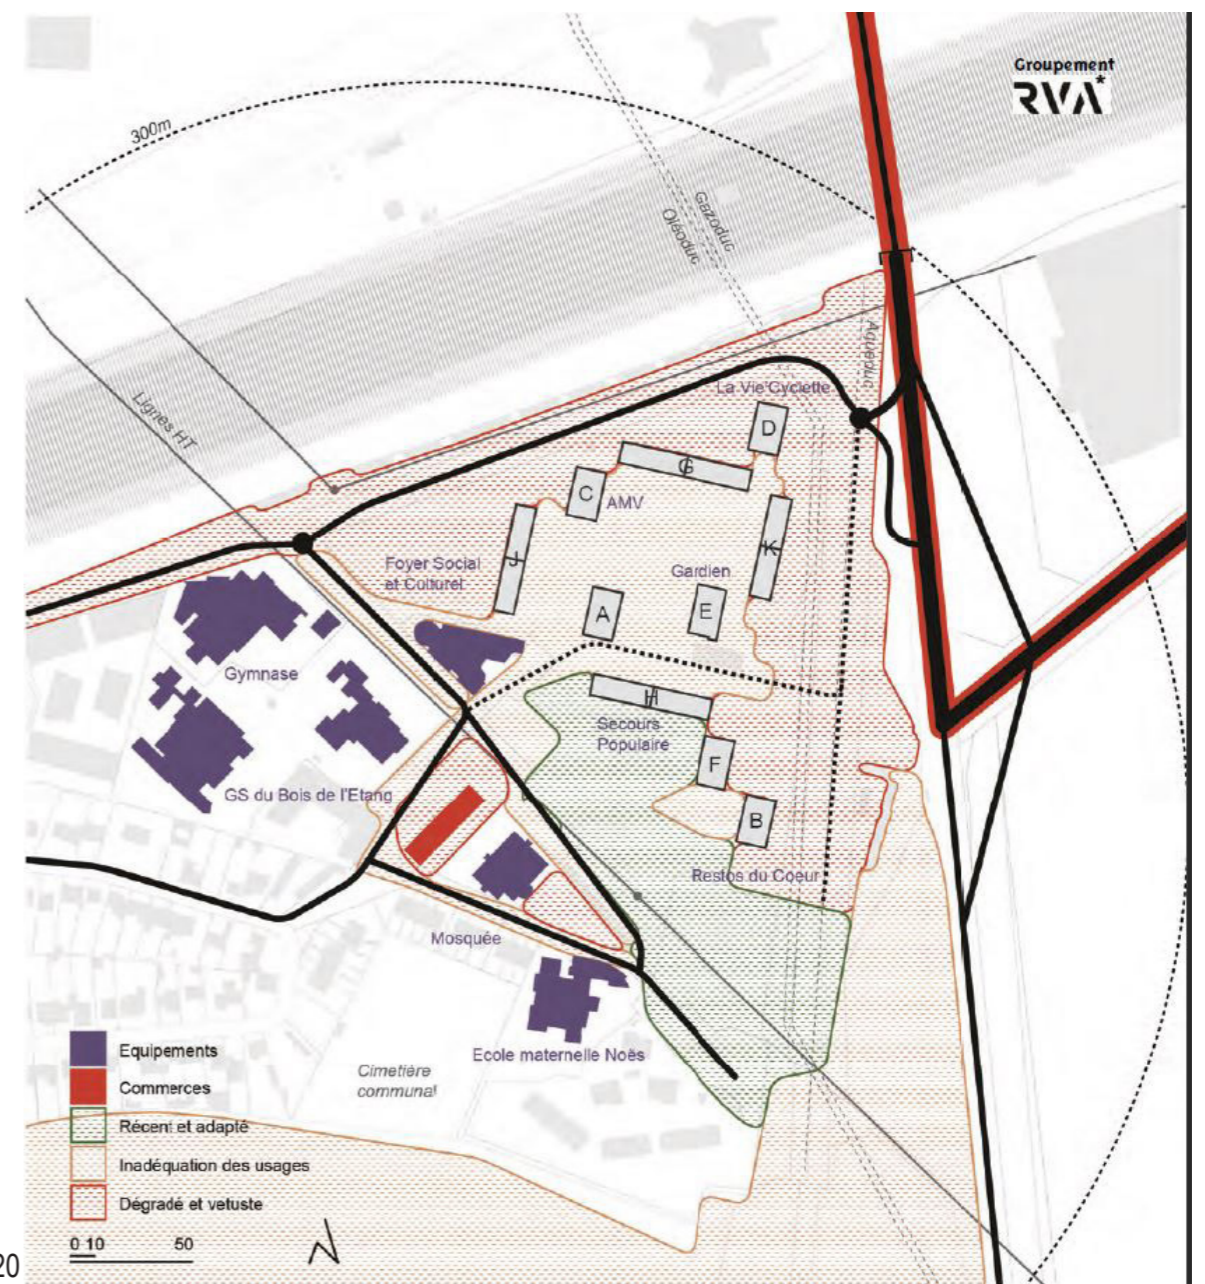 Groupement
RVA*
300m
Gazoduc
Oléoduc
Aqueduc
Lignes HT
La Vie Cyclette
D
G
C
AMV
K
J
Foyer Social
et Culturel
Gardien
A
E
Gymnase
H
Secours
Populaire
F
GS du Bois de l'Etang
B
Restos du Coeur
Mosquée
Ecole maternelle Noës
Cimetière
communal
Equipements
Commerces
Récent et adapté
Inadéquation des usages
Dégradé et vetuste
0 10 50
N
20